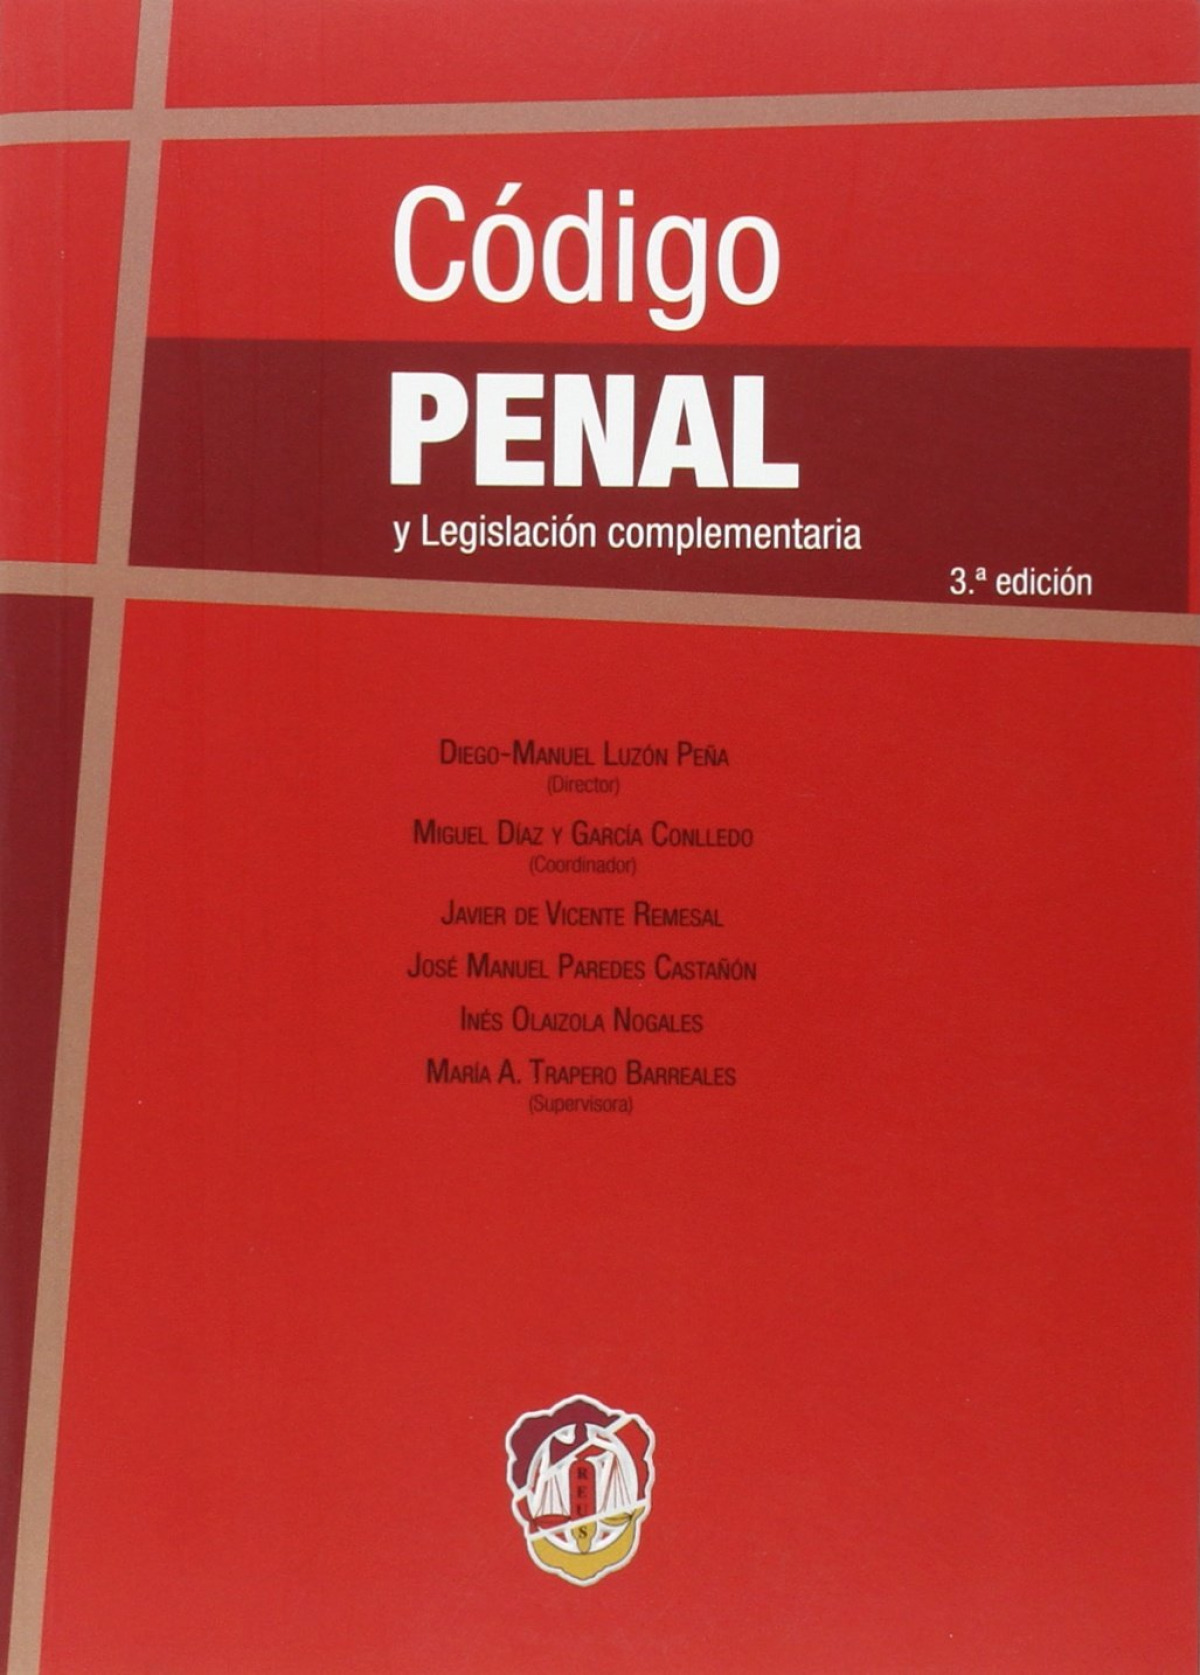 Código
PENAL
y Legislación complementaria
3.ª edición
Diego-Manuel Luzón Peña
(Director)
Miguel Díaz y García Conlledo
(Coordinador)
Javier de Vicente Remesal
José Manuel Paredes Castañón
Inés Olaizola Nogales
María A. Trapero Barreales
(Supervisora)
REUS